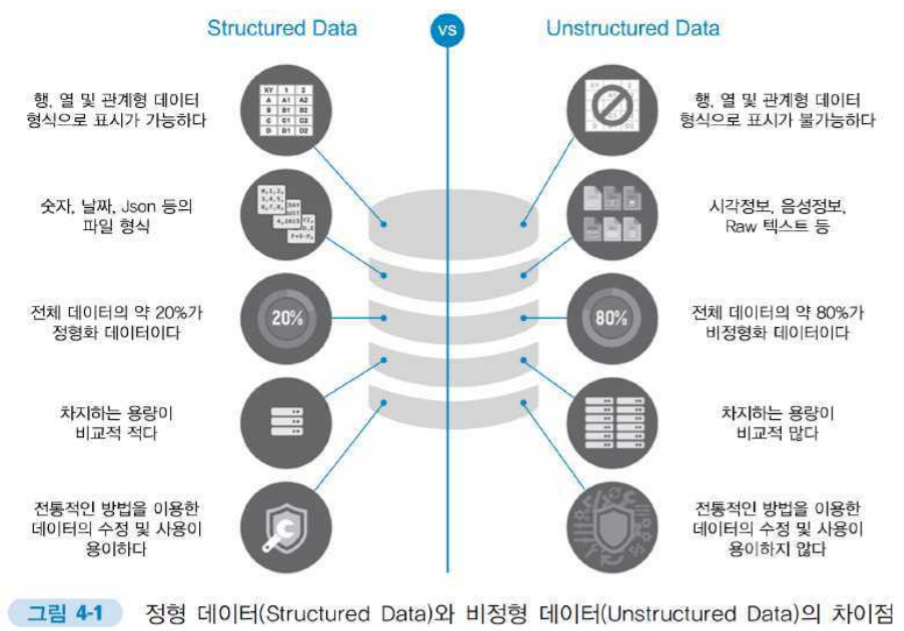 Structured Data
VS
Unstructured Data
행, 열 및 관계형 데이터
형식으로 표시가 가능하다
XY 1 2
A A1 A2
B B1 B2
C C1 C2
D D1 D2
행, 열 및 관계형 데이터
형식으로 표시가 불가능하다
숫자, 날짜, Json 등의
파일 형식
시각정보, 음성정보,
Raw 텍스트 등
전체 데이터의 약 20%가
정형화 데이터이다
20%
80%
전체 데이터의 약 80%가
비정형화 데이터이다
차지하는 용량이
비교적 적다
차지하는 용량이
비교적 많다
전통적인 방법을 이용한
데이터의 수정 및 사용이
용이하다
전통적인 방법을 이용한
데이터의 수정 및 사용이
용이하지 않다
그림 4-1 정형 데이터(Structured Data)와 비정형 데이터(Unstructured Data)의 차이점